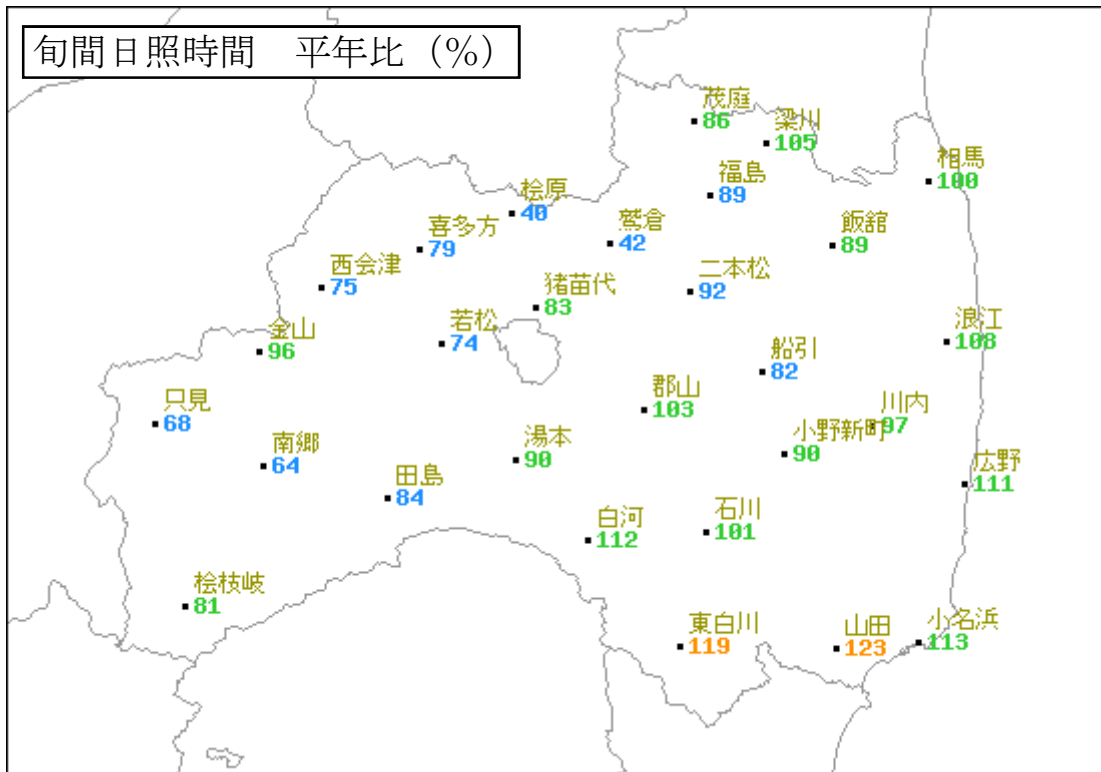 旬間日照時間　平年比（%）
茂庭
86
梁川
105
相馬
100
福島
89
桧原
40
鷲倉
42
喜多方
79
飯舘
89
西会津
75
二本松
92
猪苗代
83
金山
96
若松
74
浪江
108
船引
82
只見
68
郡山
103
川内
97
南郷
64
湯本
90
小野新町
90
田島
84
広野
111
白河
112
石川
101
桧枝岐
81
東白川
119
山田
123
小名浜
113